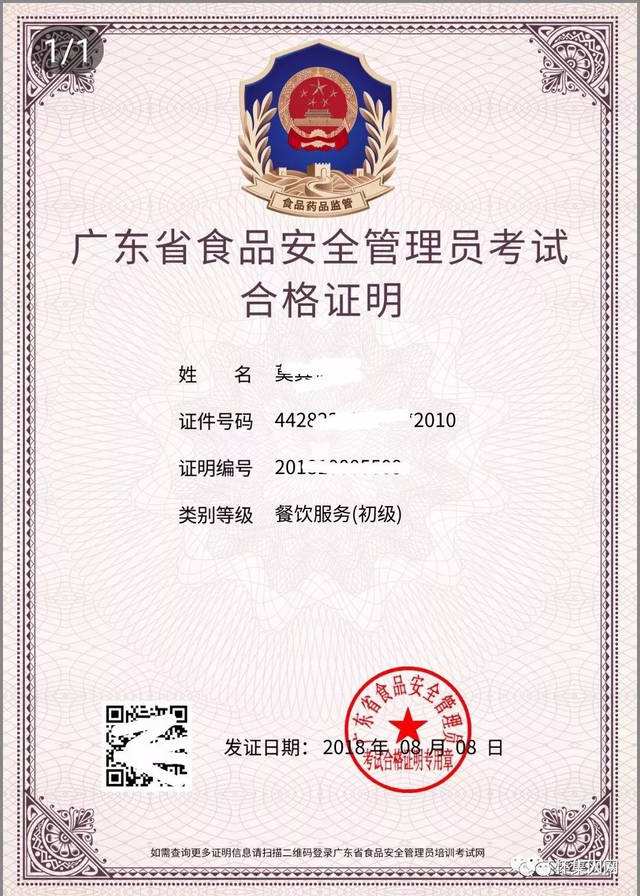 1/1
食品药品监管
广东省食品安全管理员考试
合格证明
姓 名 莫
证件号码 4428 2010
证明编号 201
类别等级 餐饮服务(初级)
广东省食品安全管理员
考试合格证明专用章
发证日期: 2018 年 08 月 08 日
如需查询更多证明信息请扫描二维码登录广东省食品安全管理员培训考试网